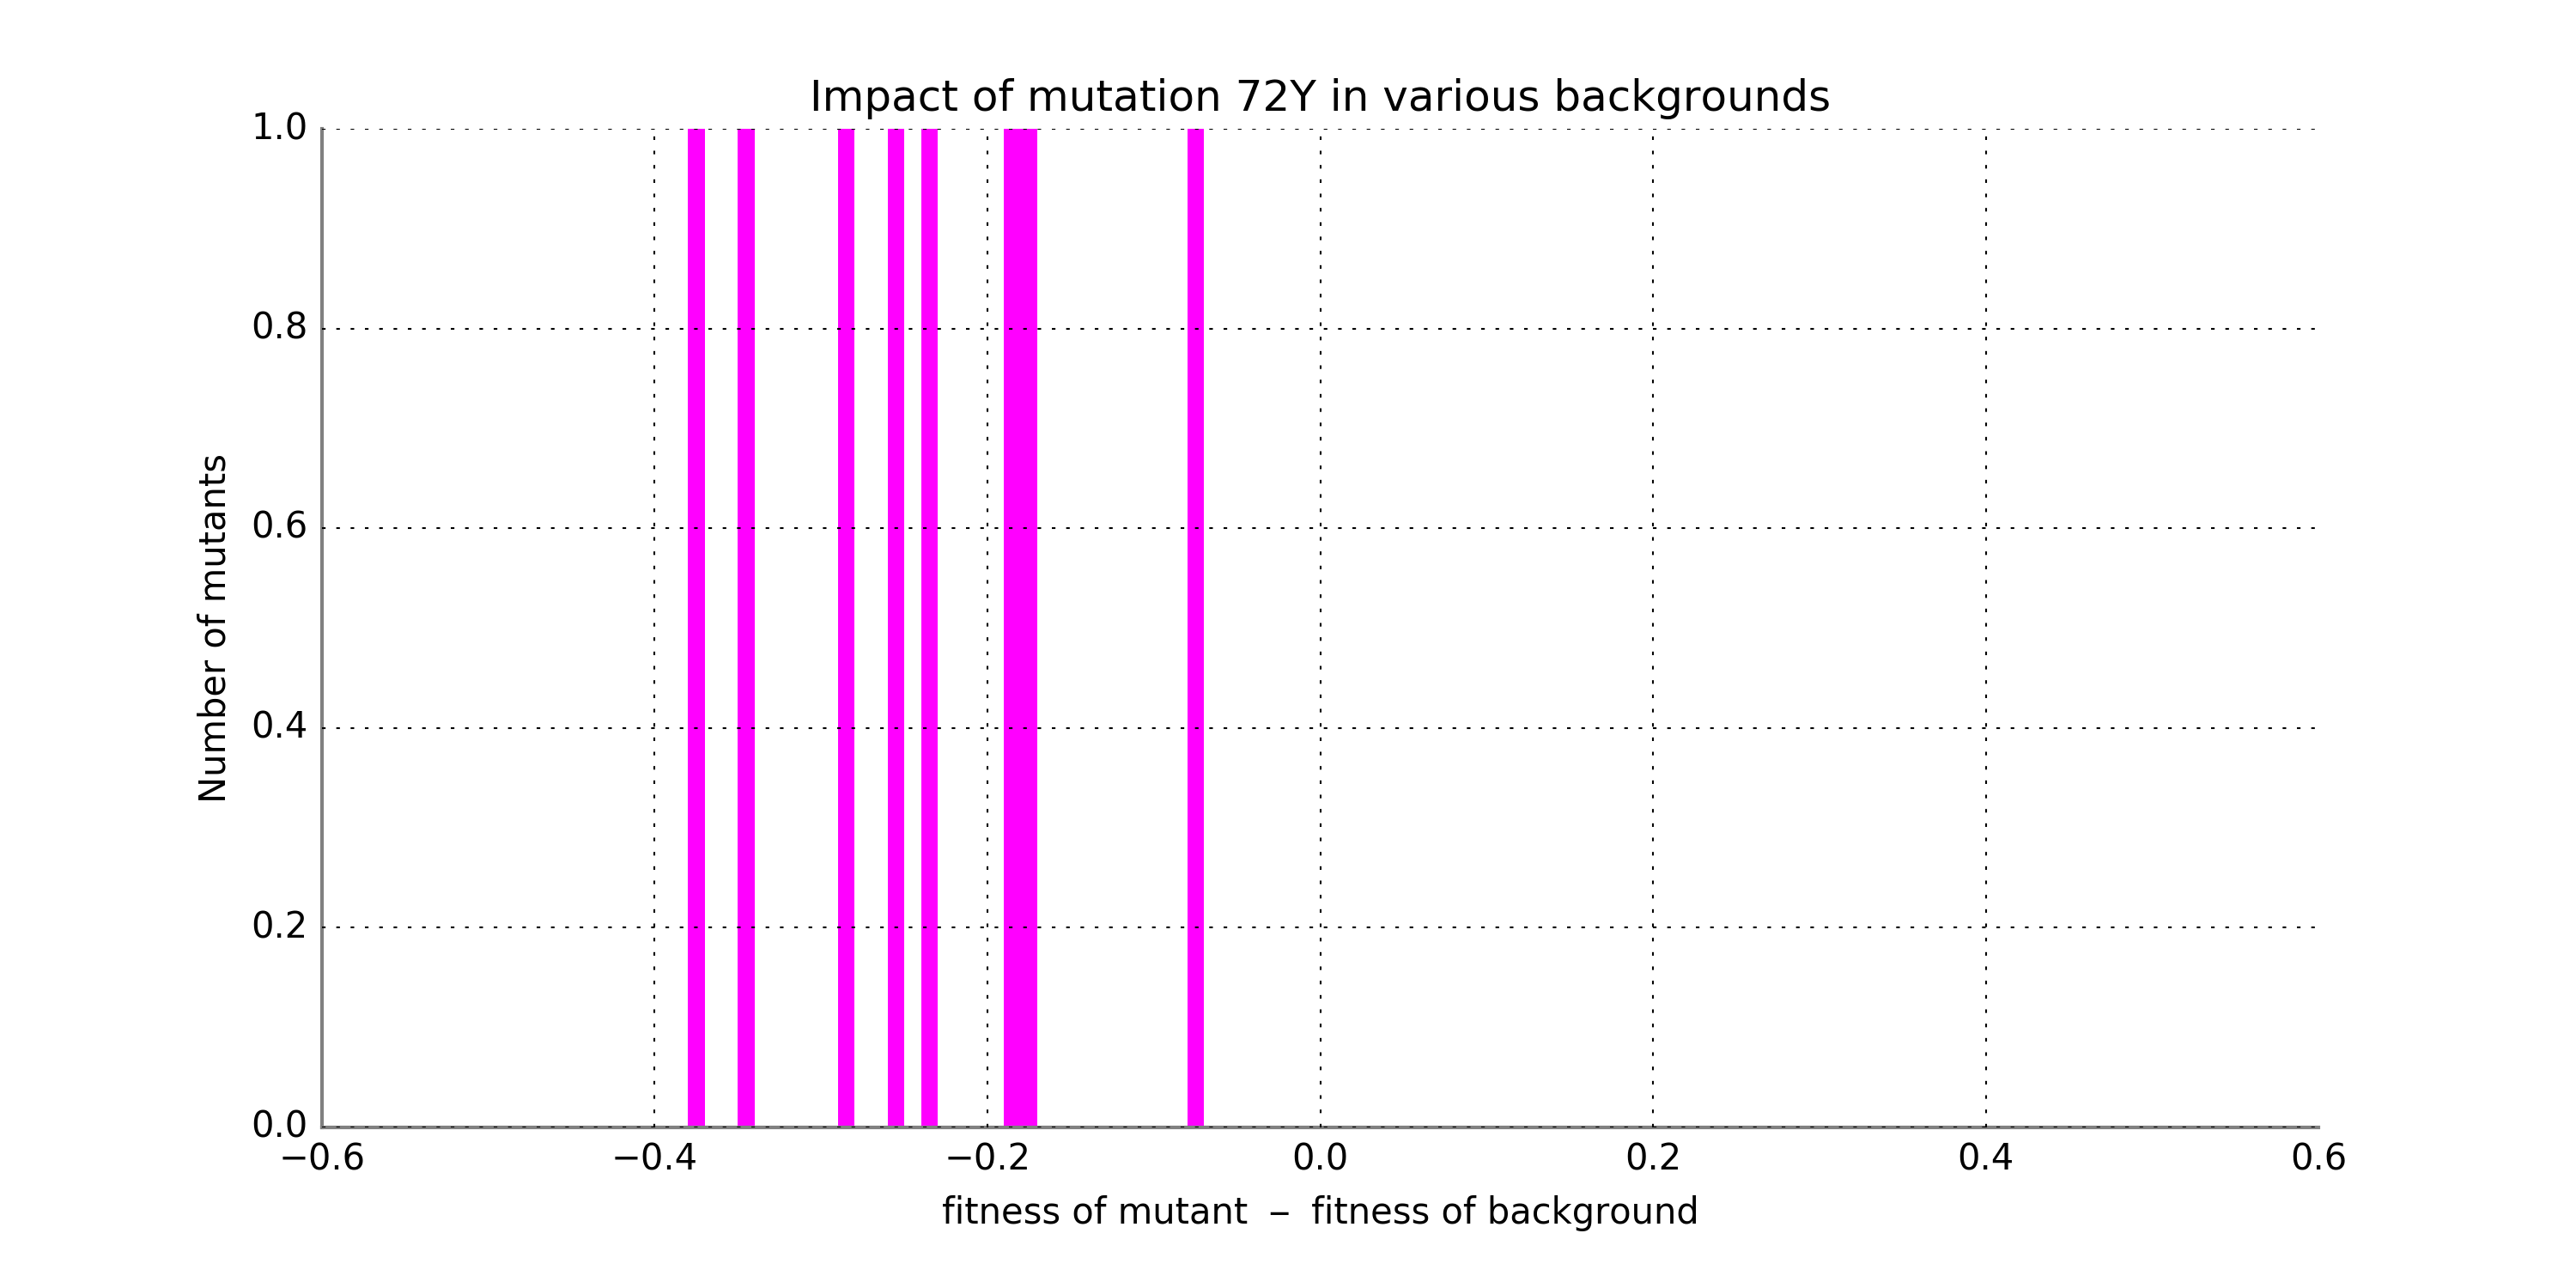 Impact of mutation 72Y in various backgrounds
1.0
0.8
0.6
0.4
0.2
0.0
Number of mutants
−0.6 −0.4 −0.2 0.0 0.2 0.4 0.6
fitness of mutant − fitness of background